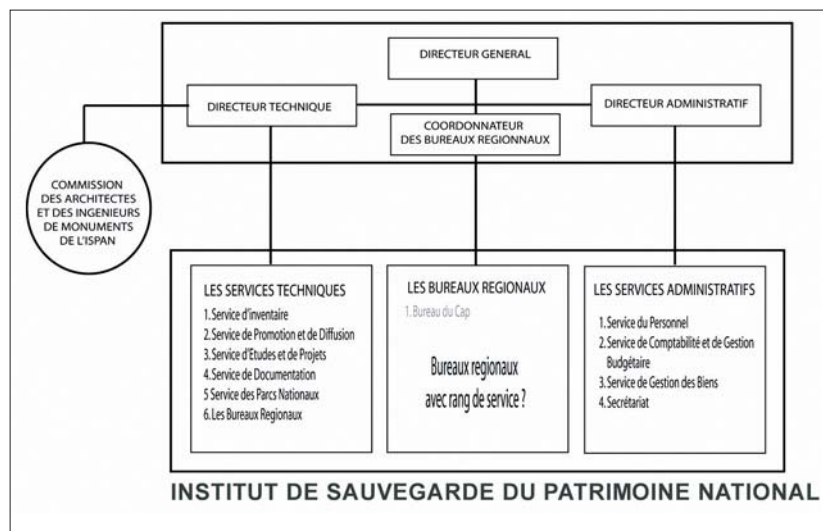 DIRECTEUR GENERAL
DIRECTEUR TECHNIQUE
DIRECTEUR ADMINISTRATIF
COORDONNATEUR
DES BUREAUX REGIONNAUX
COMMISSION
DES ARCHITECTES
ET DES INGENIEURS
DE MONUMENTS
DE L'ISPAN
LES SERVICES TECHNIQUES
1. Service d'inventaire
2. Service de Promotion et de Diffusion
3. Service d'Etudes et de Projets
4. Service de Documentation
5 Service des Parcs Nationaux
6. Les Bureaux Regionaux
LES BUREAUX REGIONAUX
1. Bureau du Cap
Bureaux regionaux
avec rang de service ?
LES SERVICES ADMINISTRATIFS
1. Service du Personnel
2. Service de Comptabilité et de Gestion
Budgétaire
3. Service de Gestion des Biens
4. Secrétariat
INSTITUT DE SAUVEGARDE DU PATRIMOINE NATIONAL